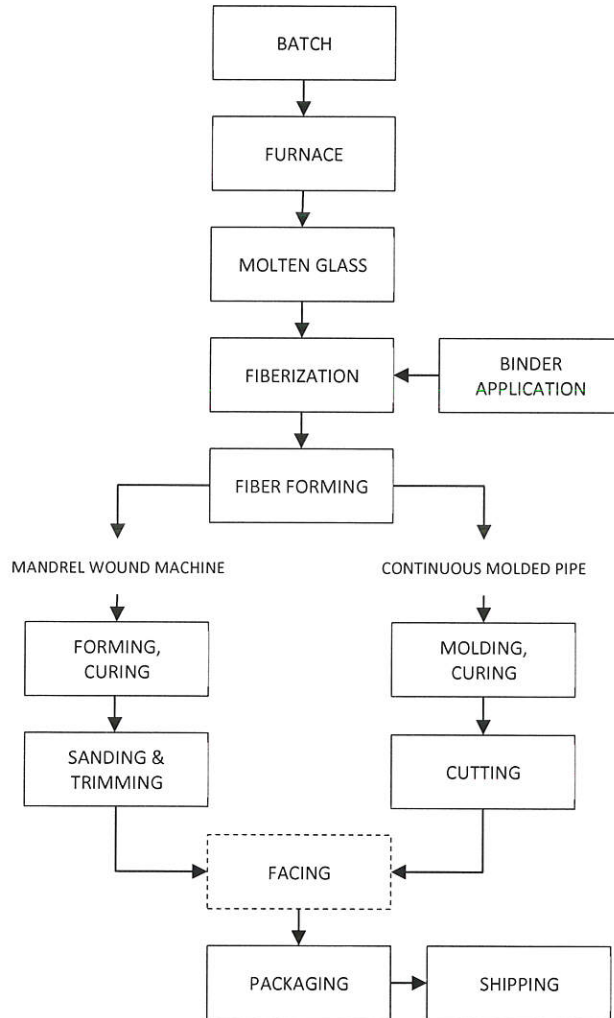 BATCH
FURNACE
MOLTEN GLASS
FIBERIZATION
BINDER
APPLICATION
FIBER FORMING
MANDREL WOUND MACHINE
CONTINUOUS MOLDED PIPE
FORMING,
CURING
MOLDING,
CURING
SANDING &
TRIMMING
CUTTING
FACING
PACKAGING
SHIPPING